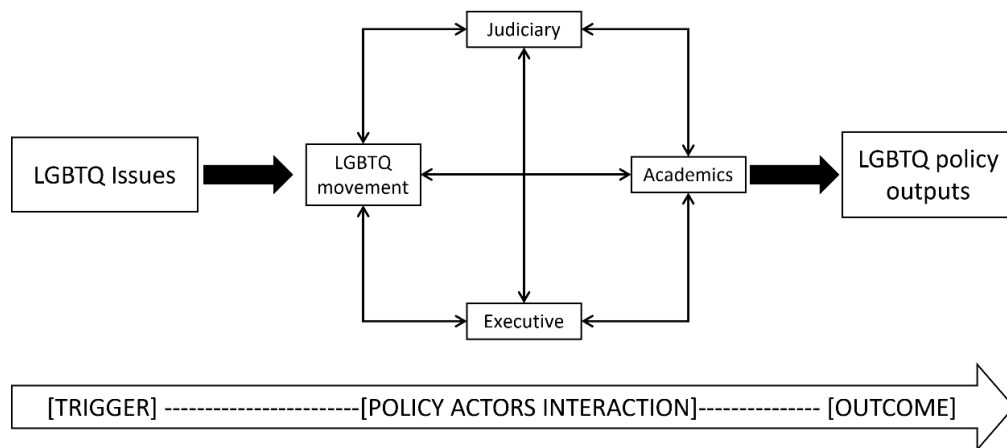 Judiciary
LGBTQ Issues
LGBTQ
movement
Academics
LGBTQ policy
outputs
Executive
[TRIGGER] --------------------[POLICY ACTORS INTERACTION]------------- [OUTCOME]